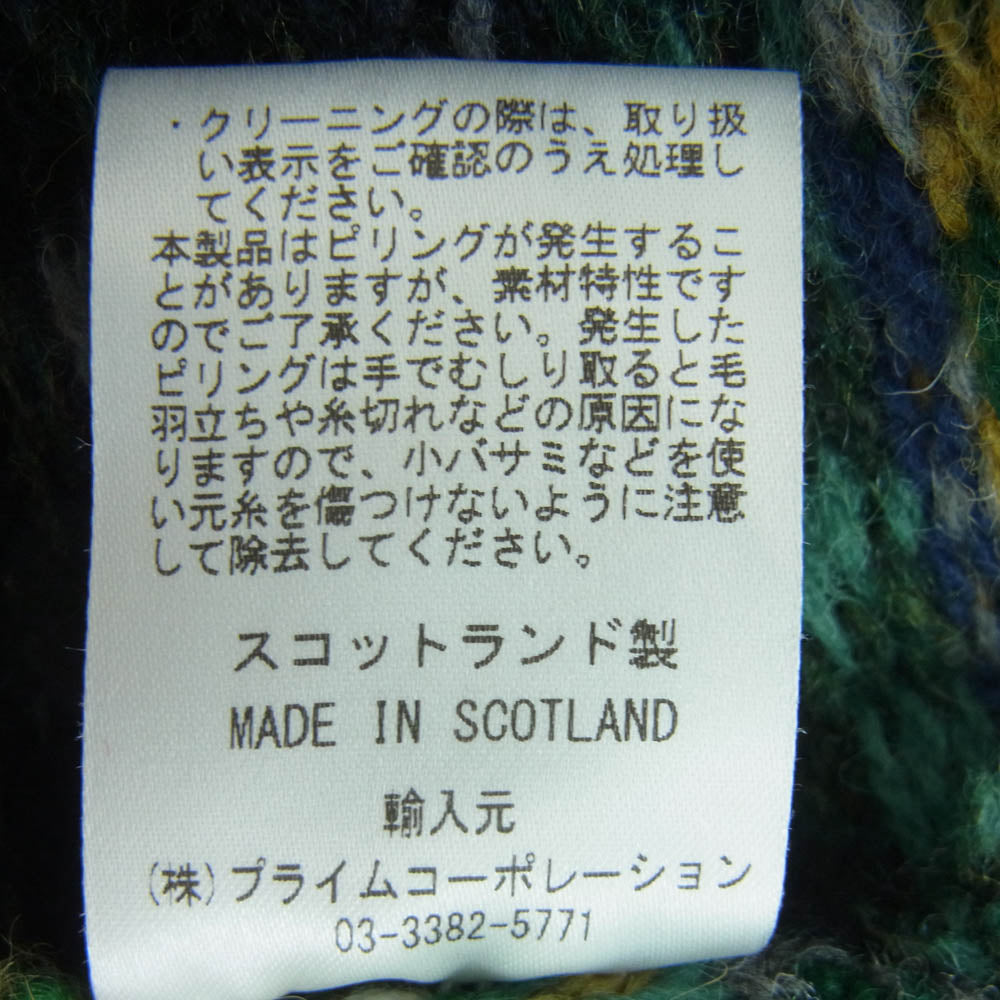 ・クリーニングの際は、取り扱
い表示をご確認のうえ処理し
てください。
本製品はピリングが発生するこ
とがありますが、素材特性です
のでご了承ください。発生した
ピリングは手でむしり取ると毛
羽立ちや糸切れなどの原因にな
りますので、小バサミなどを使
い元糸を傷つけないように注意
して除去してください。
スコットランド製
MADE IN SCOTLAND
輸入元
(株)プライムコーポレーション
03-3382-5771